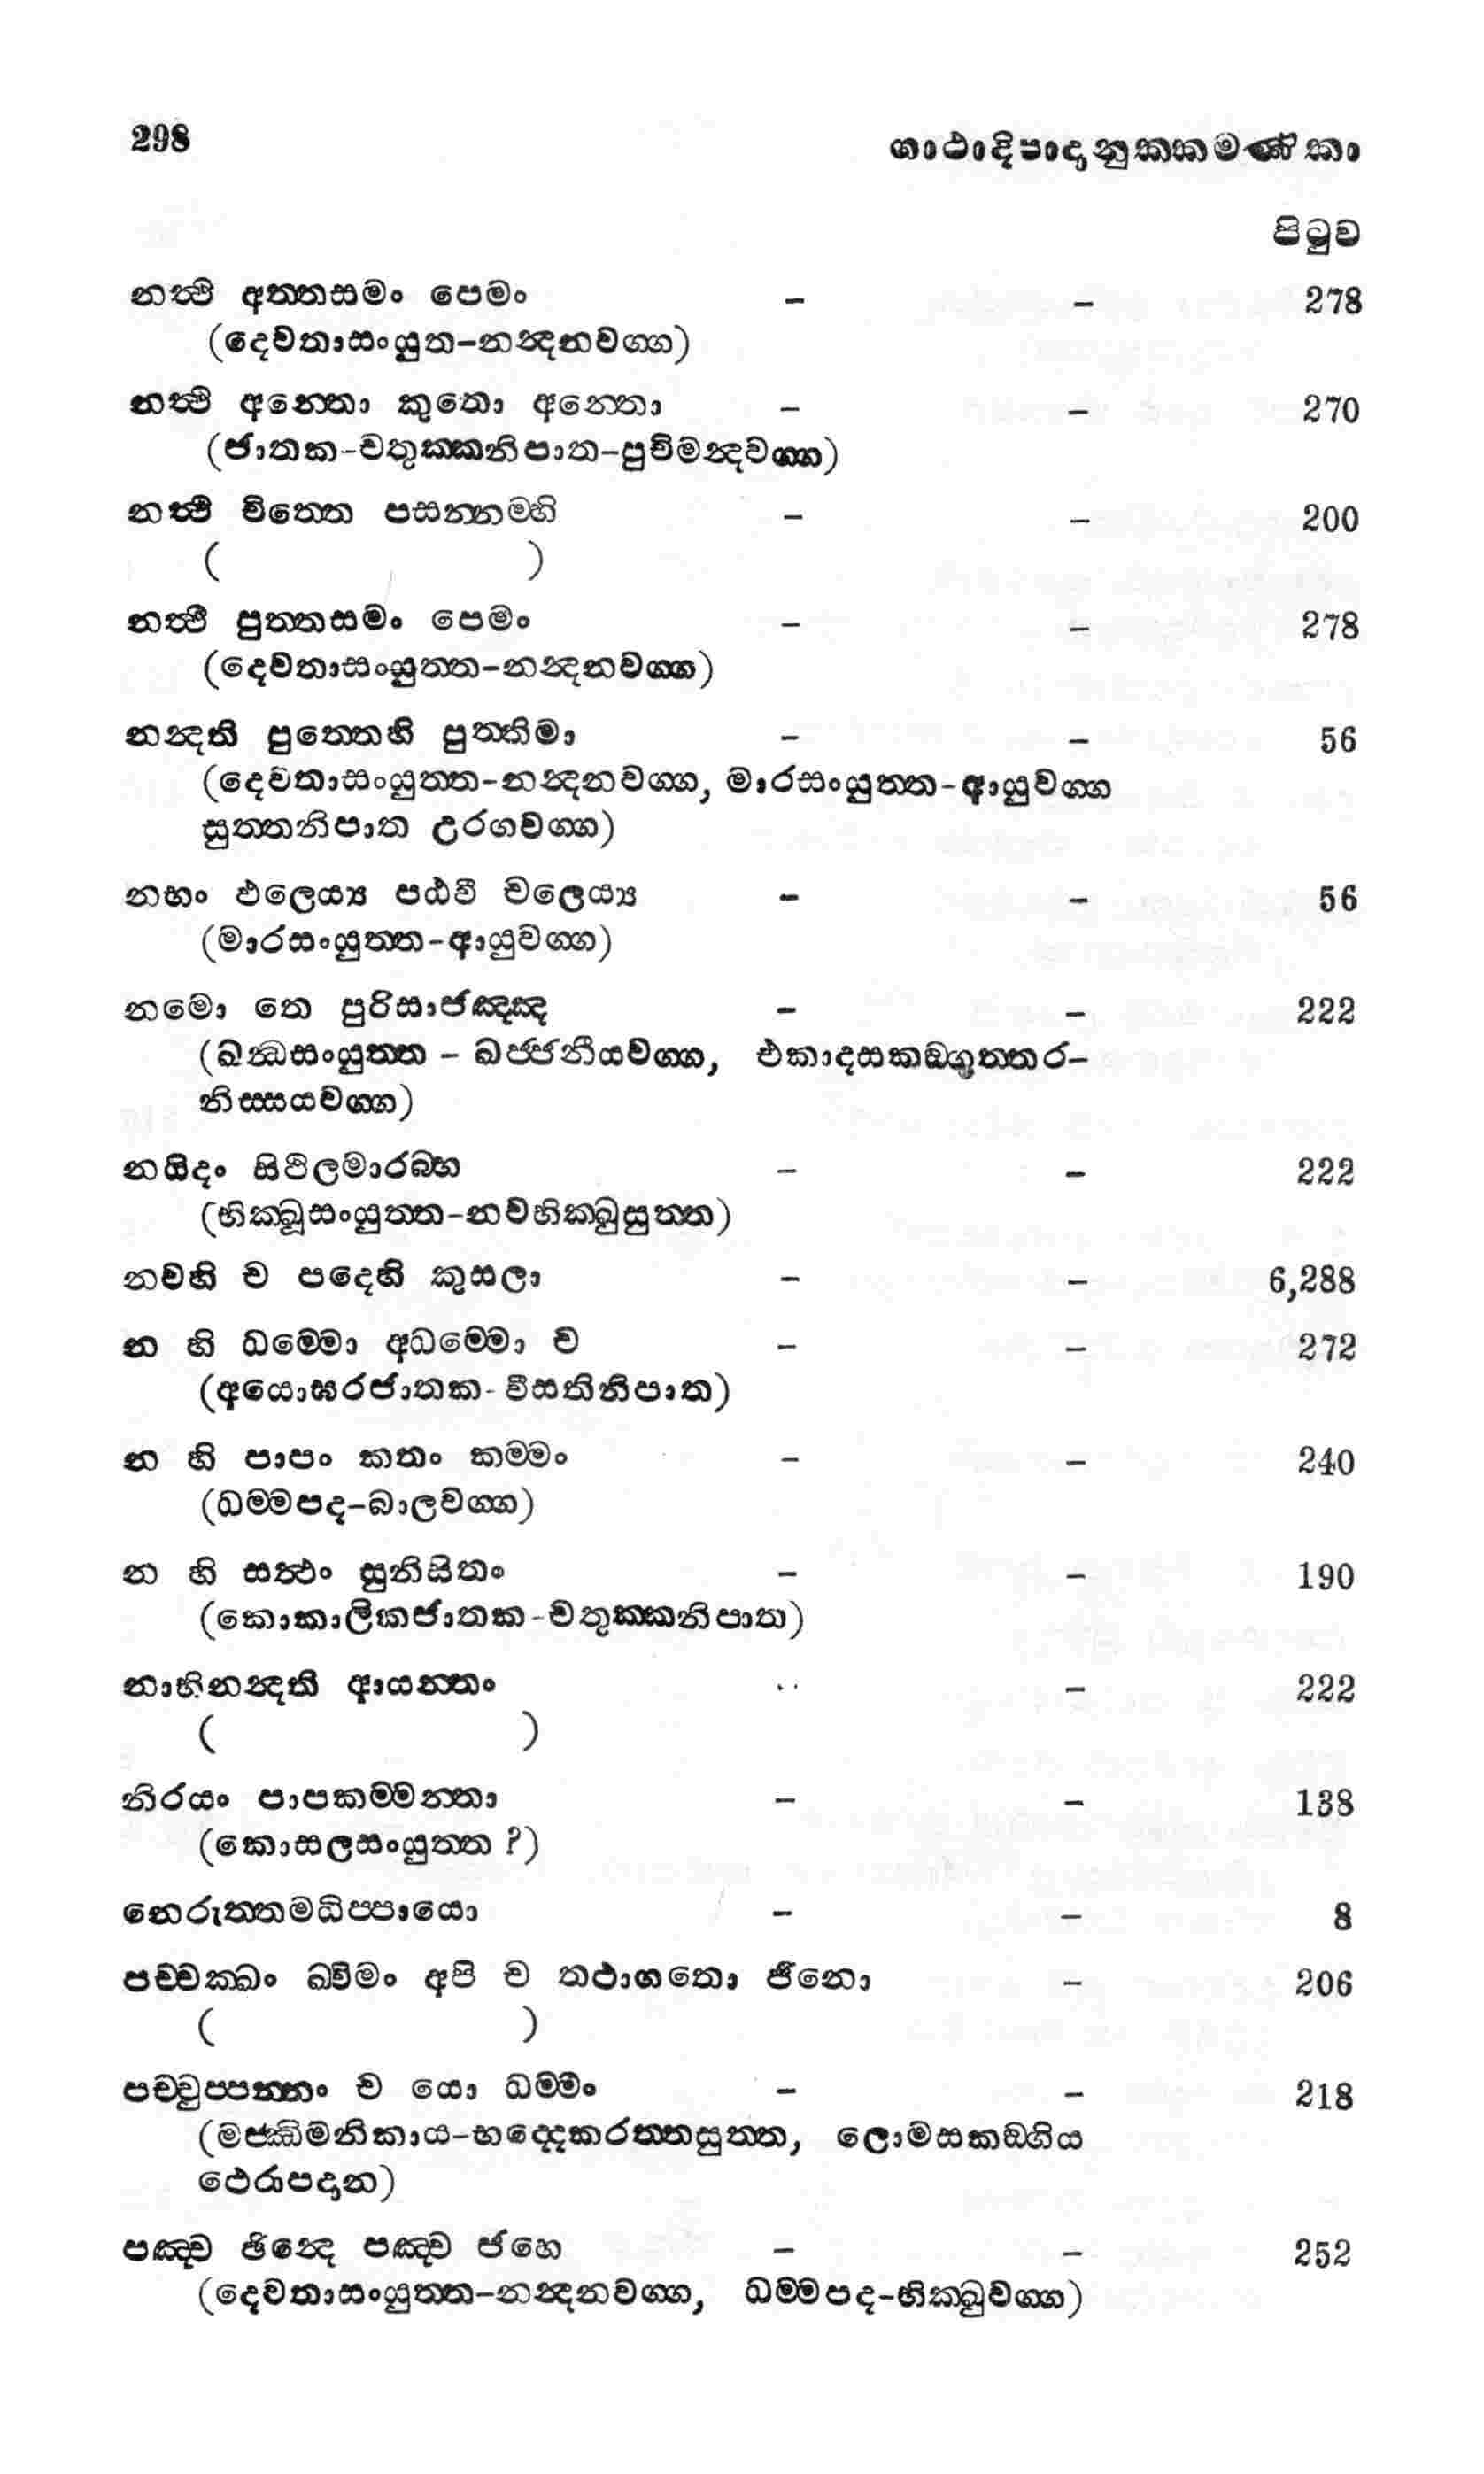 298 ගාථාදිපාදානුක්කමණිකා
පිටුව
නත්ථි අත්තසමං පෙමං - - 278
(දෙවතාසංයුත-නන්දනවග්ග)
නත්ථි අන්තො කුතො අන්තො - - 270
(ජාතක-චතුක්කනිපාත-පුචිමන්දවග්ග)
නත්ථි චිත්තෙ පසන්නම්හි - - 200
( )
නත්ථි පුත්තසමං පෙමං - - 278
(දෙවතාසංයුත්ත-නන්දනවග්ග)
නන්දති පුත්තෙහි පුත්තිමා - - 56
(දෙවතාසංයුත්ත-නන්දනවග්ග, මාරසංයුත්ත-ආයුවග්ග
සුත්තනිපාත උරගවග්ග)
නභං ඵලෙය්‍ය පඨවී චලෙය්‍ය - - 56
(මාරසංයුත්ත-ආයුවග්ග)
නමො තෙ පුරිසාජඤ්ඤ - - 222
(ඛන්ධසංයුත්ත - ඛජ්ජනීයවග්ග, එකාදසකඞ්ගුත්තර-
නිස්සයවග්ග)
නයිදං සිථිලමාරබ්භ - - 222
(භික්ඛූසංයුත්ත-නවභික්ඛුසුත්ත)
නවහි ච පදෙහි කුසලා - - 6,288
න හි ධම්මො අධම්මො ච - - 272
(අයොඝරජාතක-වීසතිනිපාත)
න හි පාපං කතං කම්මං - - 240
(ධම්මපද-බාලවග්ග)
න හි සත්ථං සුනිසිතං - - 190
(කොකාලිකජාතක-චතුක්කනිපාත)
නාභිනන්දති ආයන්තං - - 222
( )
නිරයං පාපකම්මන්තා - - 138
(කොසලසංයුත්ත ?)
නෙරුත්තමධිප්පායො - - 8
පච්චක්ඛං ඛ්විමං අපි ච තථාගතො ජිනො - 206
( )
පච්චුප්පන්නං ච යො ධම්මං - - 218
(මජ්ඣිමනිකාය-භද්දෙකරත්තසුත්ත, ලොමසකඞ්ගිය
ථෙරාපදාන)
පඤ්ච ඡින්දෙ පඤ්ච ජහෙ - - 252
(දෙවතාසංයුත්ත-නන්දනවග්ග, ධම්මපද-භික්ඛුවග්ග)